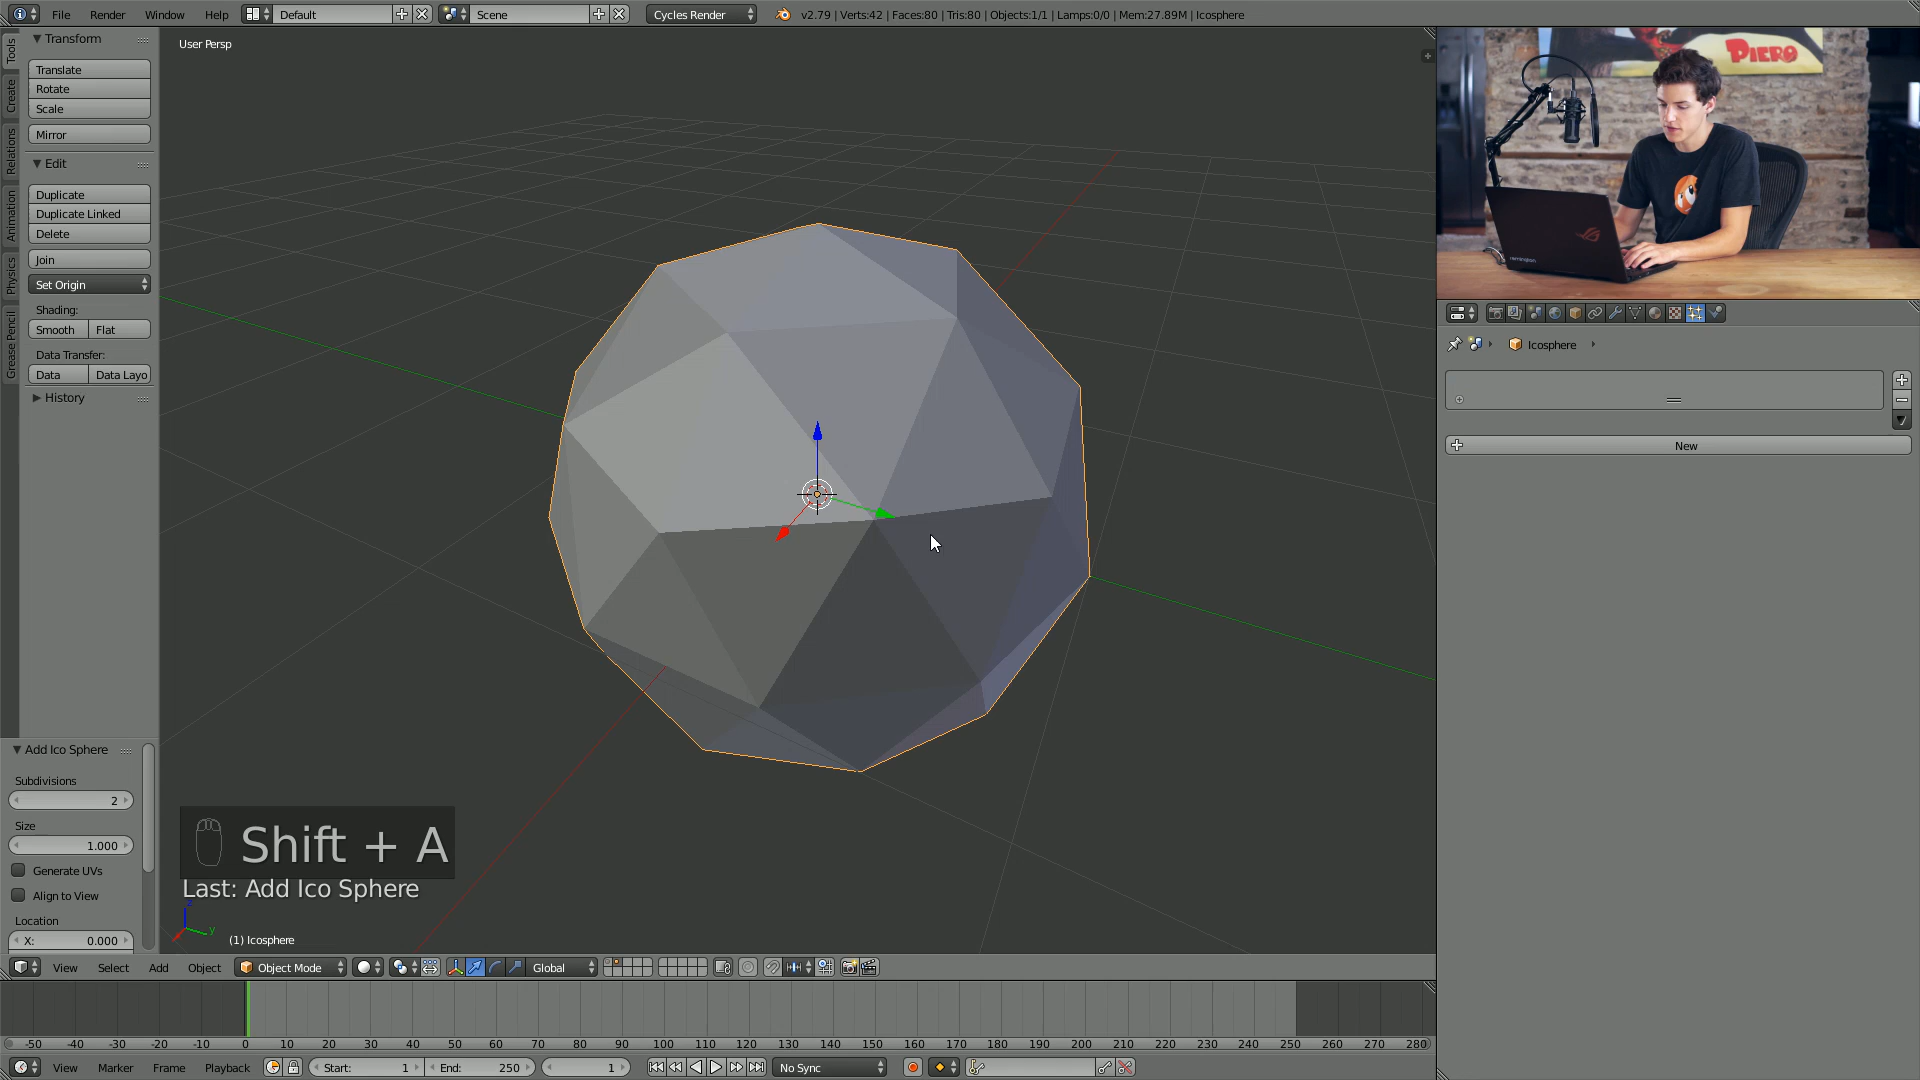 File Render Window Help Default Scene Cycles Render v2.79 | Verts:42 | Faces:80 | Tris:80 | Objects:1/1 | Lamps:0/0 | Mem:27.89M | Icosphere
Tools
Create
Relations
Animation
Physics
Grease Pencil
Transform
Translate
Rotate
Scale
Mirror
Edit
Duplicate
Duplicate Linked
Delete
Join
Set Origin
Shading:
Smooth Flat
Data Transfer:
Data Data Layo
History
Add Ico Sphere
Subdivisions
2
Size
1.000
Generate UVs
Align to View
Location
X: 0.000
User Persp
Shift + A
Last: Add Ico Sphere
z
y
(1) Icosphere
PIERO
remington
Icosphere
New
View Select Add Object Object Mode Global
-50 -40 -30 -20 -10 0 10 20 30 40 50 60 70 80 90 100 110 120 130 140 150 160 170 180 190 200 210 220 230 240 250 260 270 280
View Marker Frame Playback Start: 1 End: 250 1 No Sync